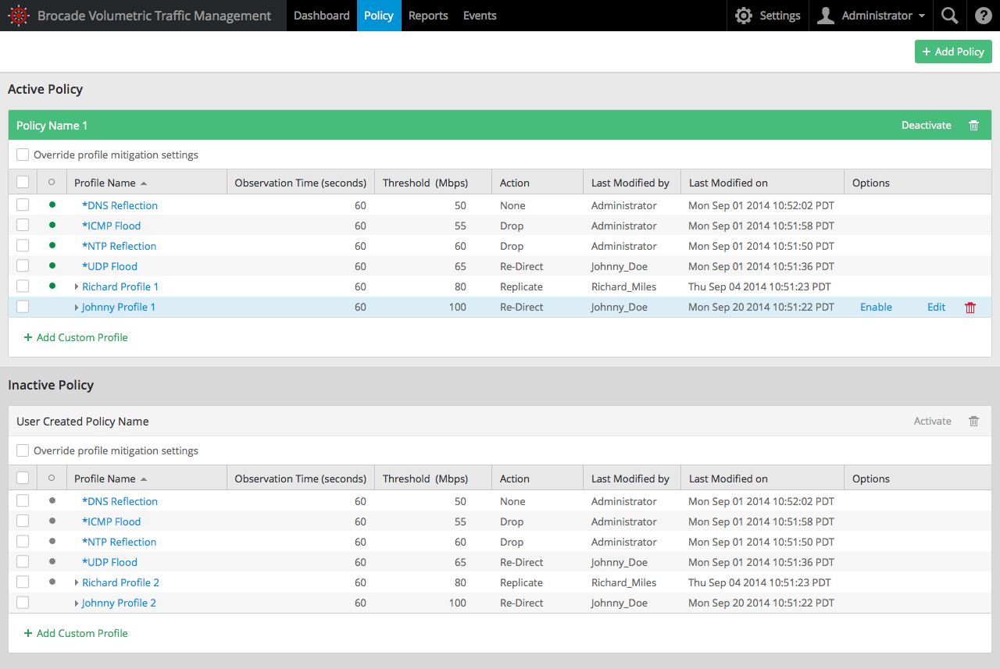 Brocade Volumetric Traffic Management Dashboard Policy Reports Events Settings Administrator
+ Add Policy
Active Policy
Policy Name 1 Deactivate
Override profile mitigation settings
Profile Name Observation Time (seconds) Threshold (Mbps) Action Last Modified by Last Modified on Options
*DNS Reflection 60 50 None Administrator Mon Sep 01 2014 10:52:02 PDT
*ICMP Flood 60 55 Drop Administrator Mon Sep 01 2014 10:51:58 PDT
*NTP Reflection 60 60 Drop Administrator Mon Sep 01 2014 10:51:50 PDT
*UDP Flood 60 65 Re-Direct Johnny_Doe Mon Sep 01 2014 10:51:36 PDT
Richard Profile 1 60 80 Replicate Richard_Miles Thu Sep 04 2014 10:51:23 PDT
Johnny Profile 1 60 100 Re-Direct Johnny_Doe Mon Sep 20 2014 10:51:22 PDT Enable Edit
+ Add Custom Profile
Inactive Policy
User Created Policy Name Activate
Override profile mitigation settings
Profile Name Observation Time (seconds) Threshold (Mbps) Action Last Modified by Last Modified on Options
*DNS Reflection 60 50 None Administrator Mon Sep 01 2014 10:52:02 PDT
*ICMP Flood 60 55 Drop Administrator Mon Sep 01 2014 10:51:58 PDT
*NTP Reflection 60 60 Drop Administrator Mon Sep 01 2014 10:51:50 PDT
*UDP Flood 60 65 Re-Direct Johnny_Doe Mon Sep 01 2014 10:51:36 PDT
Richard Profile 2 60 80 Replicate Richard_Miles Thu Sep 04 2014 10:51:23 PDT
Johnny Profile 2 60 100 Re-Direct Johnny_Doe Mon Sep 20 2014 10:51:22 PDT
+ Add Custom Profile